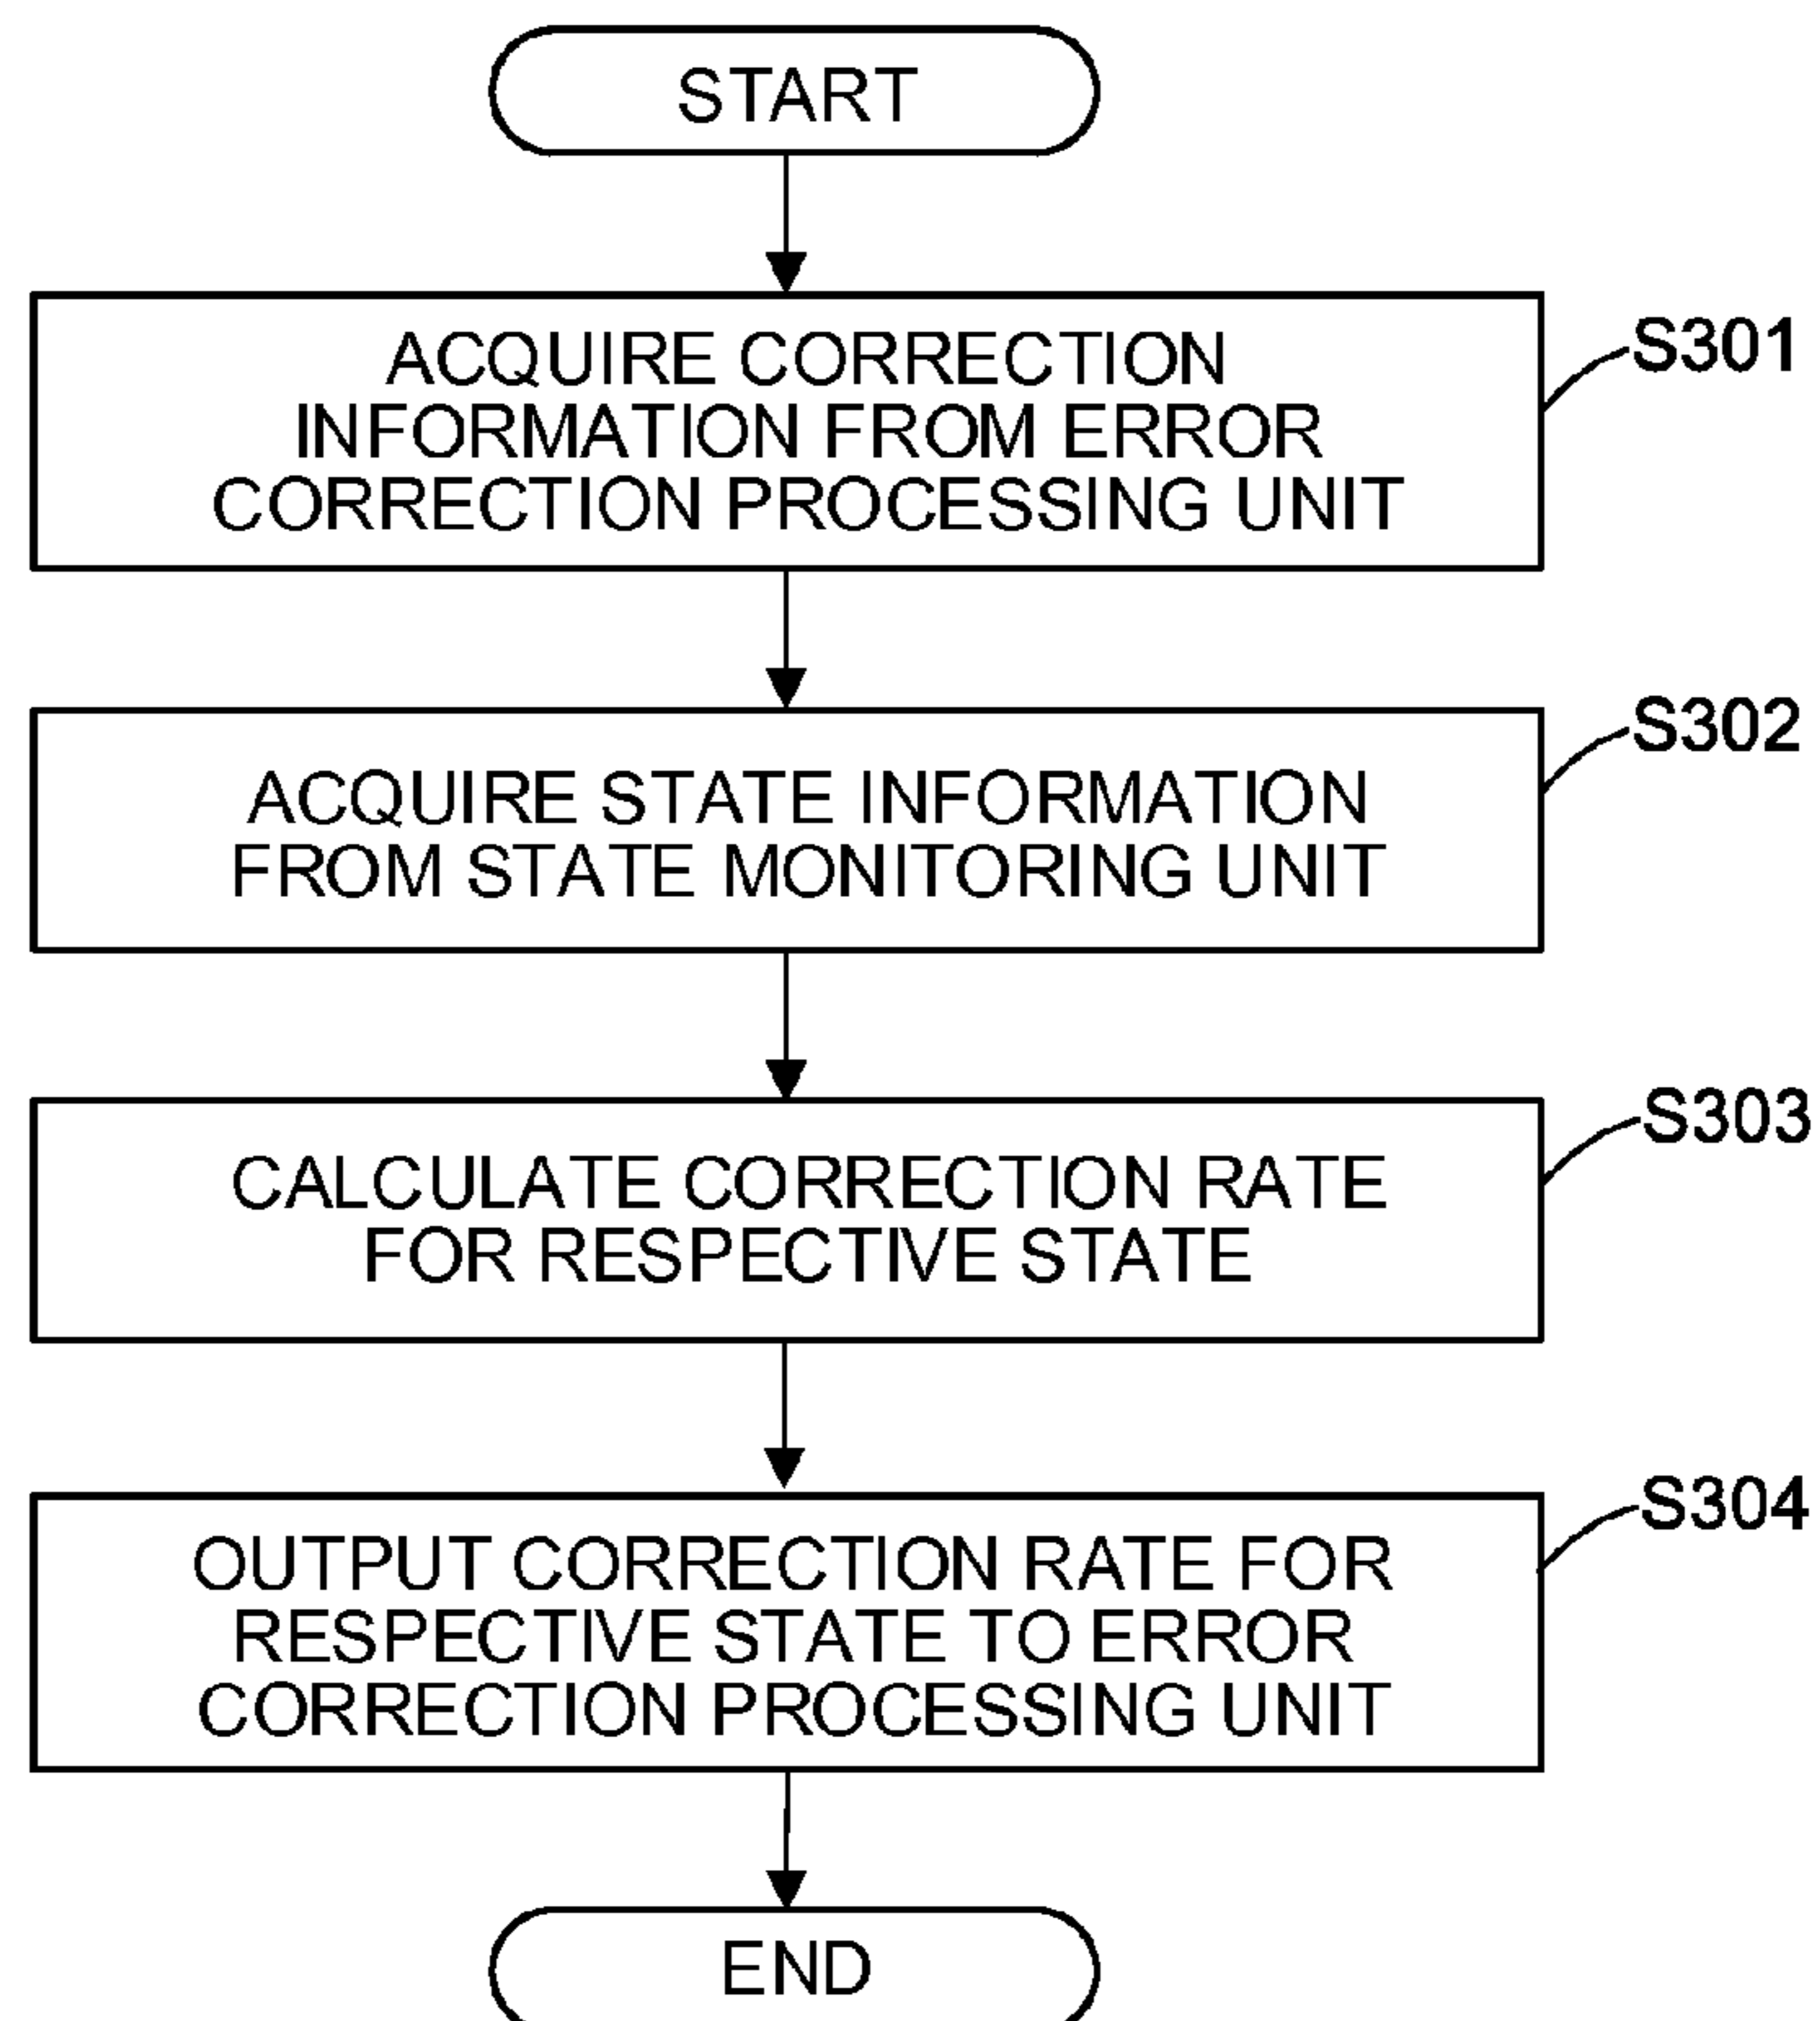 START
ACQUIRE CORRECTION
INFORMATION FROM ERROR
CORRECTION PROCESSING UNIT
S301
ACQUIRE STATE INFORMATION
FROM STATE MONITORING UNIT
S302
CALCULATE CORRECTION RATE
FOR RESPECTIVE STATE
S303
OUTPUT CORRECTION RATE FOR
RESPECTIVE STATE TO ERROR
CORRECTION PROCESSING UNIT
S304
END